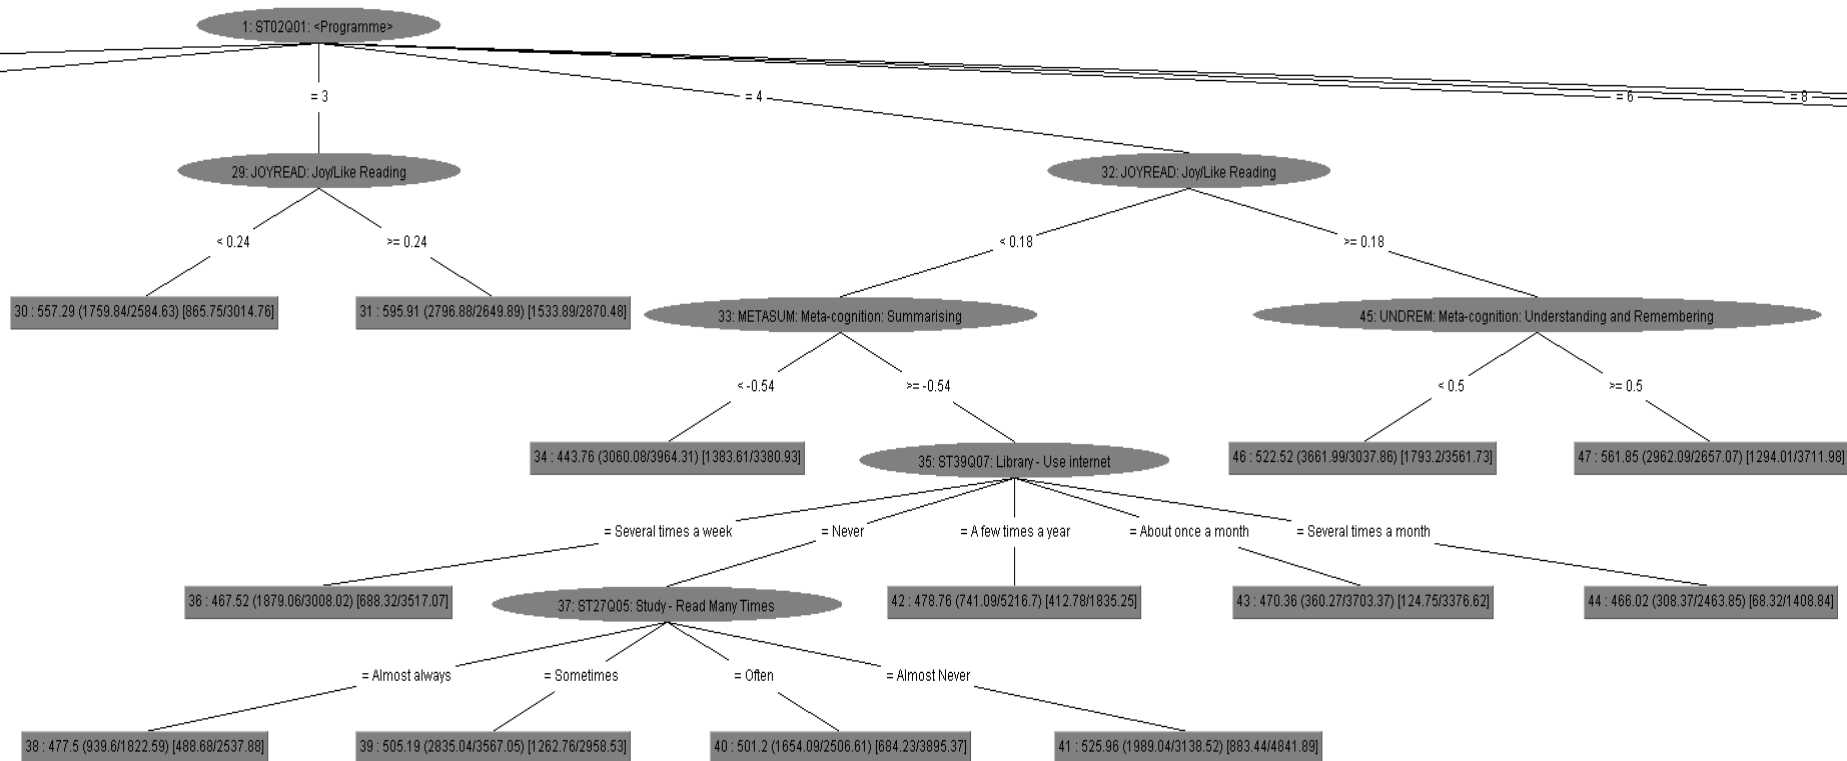 1: ST02Q01: <Programme>
= 3
= 4
= 6
= 8
29: JOYREAD: Joy/Like Reading
32: JOYREAD: Joy/Like Reading
< 0.24
>= 0.24
< 0.18
>= 0.18
30 : 557.29 (1759.84/2584.63) [865.75/3014.76]
31 : 595.91 (2796.88/2649.89) [1533.89/2870.48]
33: METASUM: Meta-cognition: Summarising
45: UNDREM: Meta-cognition: Understanding and Remembering
< -0.54
>= -0.54
< 0.5
>= 0.5
34 : 443.76 (3060.08/3964.31) [1383.61/3380.93]
35: ST39Q07: Library - Use internet
46 : 522.52 (3661.99/3037.86) [1793.2/3561.73]
47 : 561.85 (2962.09/2657.07) [1294.01/3711.98]
= Several times a week
= Never
= A few times a year
= About once a month
= Several times a month
36 : 467.52 (1879.06/3008.02) [688.32/3517.07]
37: ST27Q05: Study - Read Many Times
42 : 478.76 (741.09/5216.7) [412.78/1835.25]
43 : 470.36 (360.27/3703.37) [124.75/3376.62]
44 : 466.02 (308.37/2463.85) [68.32/1408.84]
= Almost always
= Sometimes
= Often
= Almost Never
38 : 477.5 (939.6/1822.59) [488.68/2537.88]
39 : 505.19 (2835.04/3567.05) [1262.76/2958.53]
40 : 501.2 (1654.09/2506.61) [684.23/3895.37]
41 : 525.96 (1989.04/3138.52) [883.44/4841.89]